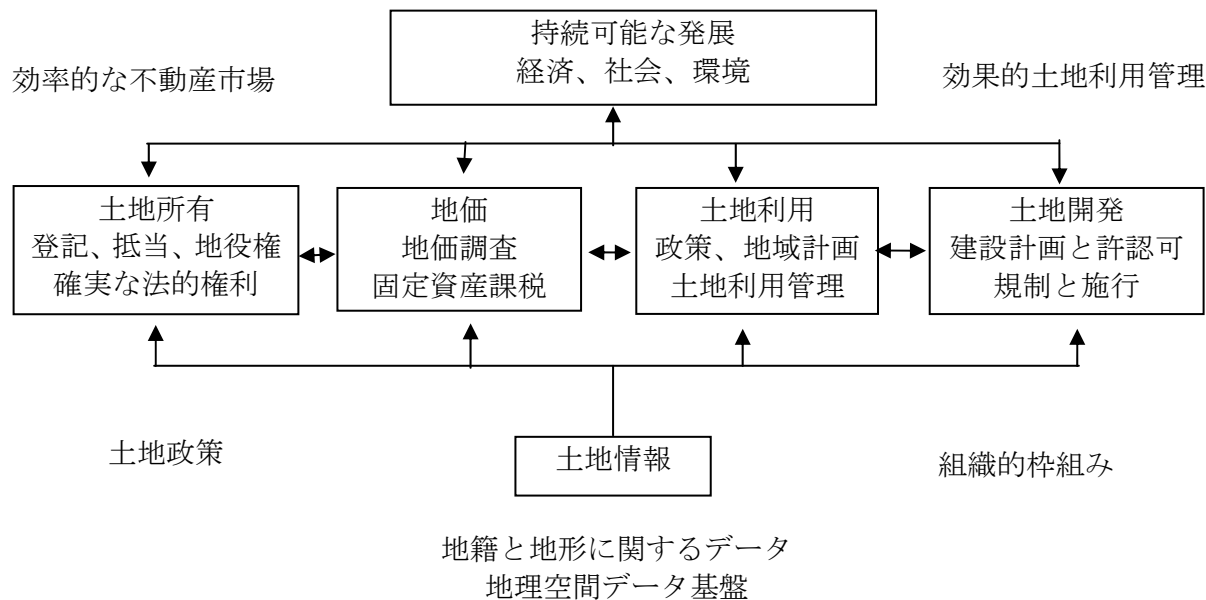 持続可能な発展
経済、社会、環境
効率的な不動産市場
効果的土地利用管理
土地所有
登記、抵当、地役権
確実な法的権利
地価
地価調査
固定資産課税
土地利用
政策、地域計画
土地利用管理
土地開発
建設計画と許認可
規制と施行
土地政策
土地情報
組織的枠組み
地籍と地形に関するデータ
地理空間データ基盤